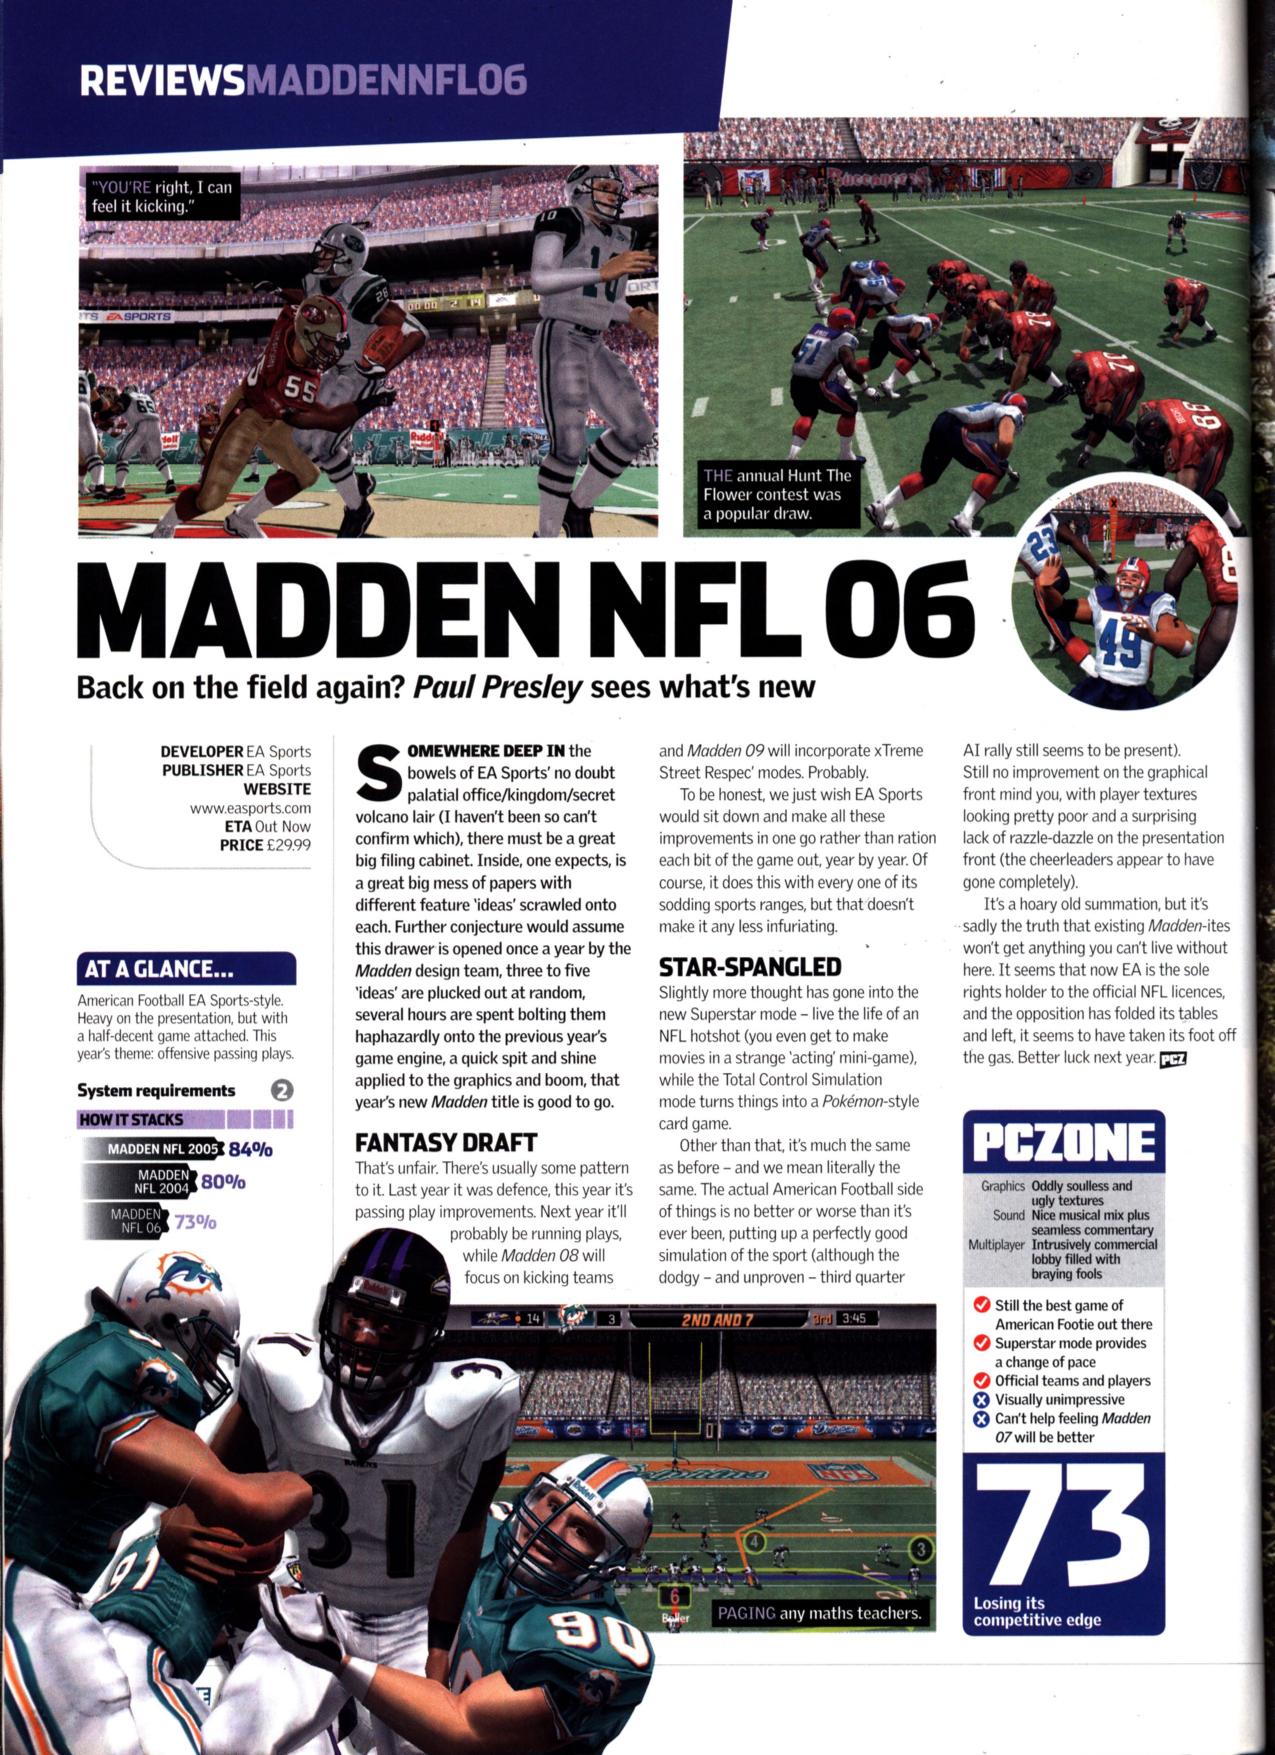 REVIEWSMADDENNFL06
"YOU'RE right, I can
feel it kicking."
THE annual Hunt The
Flower contest was
a popular draw.
MADDEN NFL 06
Back on the field again? Paul Presley sees what's new
DEVELOPER EA Sports
PUBLISHER EA Sports
WEBSITE
www.easports.com
ETA Out Now
PRICE £29.99
AT A GLANCE...
American Football EA Sports-style.
Heavy on the presentation, but with
a half-decent game attached. This
year's theme: offensive passing plays.
System requirements 2
HOW IT STACKS
MADDEN NFL 2005 84%
MADDEN
NFL 2004 80%
MADDEN
NFL 06 73%
SOMEWHERE DEEP IN the
bowels of EA Sports' no doubt
palatial office/kingdom/secret
volcano lair (I haven't been so can't
confirm which), there must be a great
big filing cabinet. Inside, one expects, is
a great big mess of papers with
different feature 'ideas' scrawled onto
each. Further conjecture would assume
this drawer is opened once a year by the
Madden design team, three to five
'ideas' are plucked out at random,
several hours are spent bolting them
haphazardly onto the previous year's
game engine, a quick spit and shine
applied to the graphics and boom, that
year's new Madden title is good to go.
FANTASY DRAFT
That's unfair. There's usually some pattern
to it. Last year it was defence, this year it's
passing play improvements. Next year it'll
probably be running plays,
while Madden 08 will
focus on kicking teams
and Madden 09 will incorporate xTreme
Street Respec' modes. Probably.
To be honest, we just wish EA Sports
would sit down and make all these
improvements in one go rather than ration
each bit of the game out, year by year. Of
course, it does this with every one of its
sodding sports ranges, but that doesn't
make it any less infuriating.
STAR-SPANGLED
Slightly more thought has gone into the
new Superstar mode – live the life of an
NFL hotshot (you even get to make
movies in a strange 'acting' mini-game),
while the Total Control Simulation
mode turns things into a Pokémon-style
card game.
Other than that, it's much the same
as before – and we mean literally the
same. The actual American Football side
of things is no better or worse than it's
ever been, putting up a perfectly good
simulation of the sport (although the
dodgy – and unproven – third quarter
AI rally still seems to be present).
Still no improvement on the graphical
front mind you, with player textures
looking pretty poor and a surprising
lack of razzle-dazzle on the presentation
front (the cheerleaders appear to have
gone completely).
It's a hoary old summation, but it's
sadly the truth that existing Madden-ites
won't get anything you can't live without
here. It seems that now EA is the sole
rights holder to the official NFL licences,
and the opposition has folded its tables
and left, it seems to have taken its foot off
the gas. Better luck next year. PCZ
PCZONE
Graphics Oddly soulless and
ugly textures
Sound Nice musical mix plus
seamless commentary
Multiplayer Intrusively commercial
lobby filled with
braying fools
Still the best game of
American Footie out there
Superstar mode provides
a change of pace
Official teams and players
Visually unimpressive
Can't help feeling Madden
07 will be better
73
Losing its
competitive edge
14 3 2ND AND 7 3rd 3:45
Dolphins
NFL
4
3
6
PAGING any maths teachers.
EA SPORTS
Buccaneers
Riddell
10
28
55
65
51
78
70
88
23
49
31
RAVENS
91
90